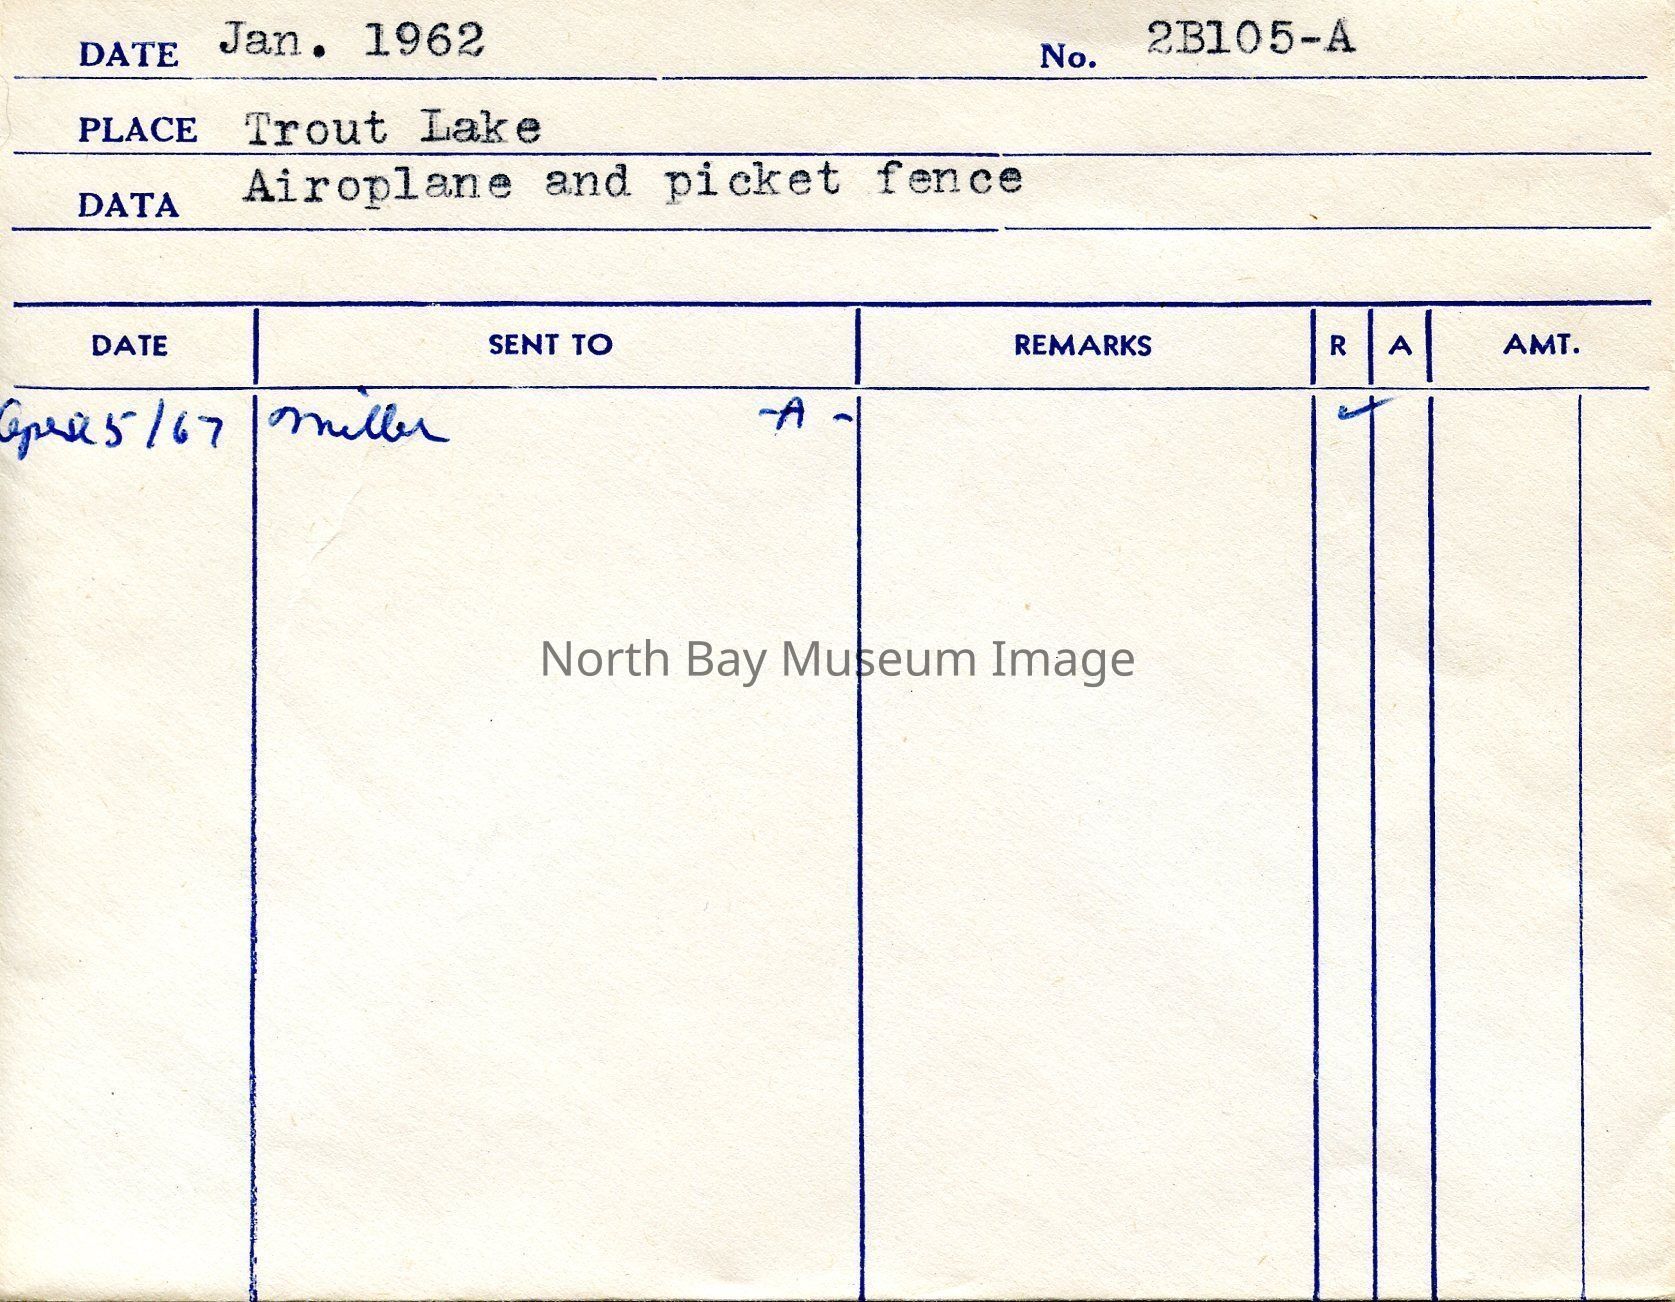 DATE Jan. 1962 No. 2B105-A
PLACE Trout Lake
DATA Airoplane and picket fence
DATE SENT TO REMARKS R A AMT.
April 5/67 Miller -A- ✓
North Bay Museum Image